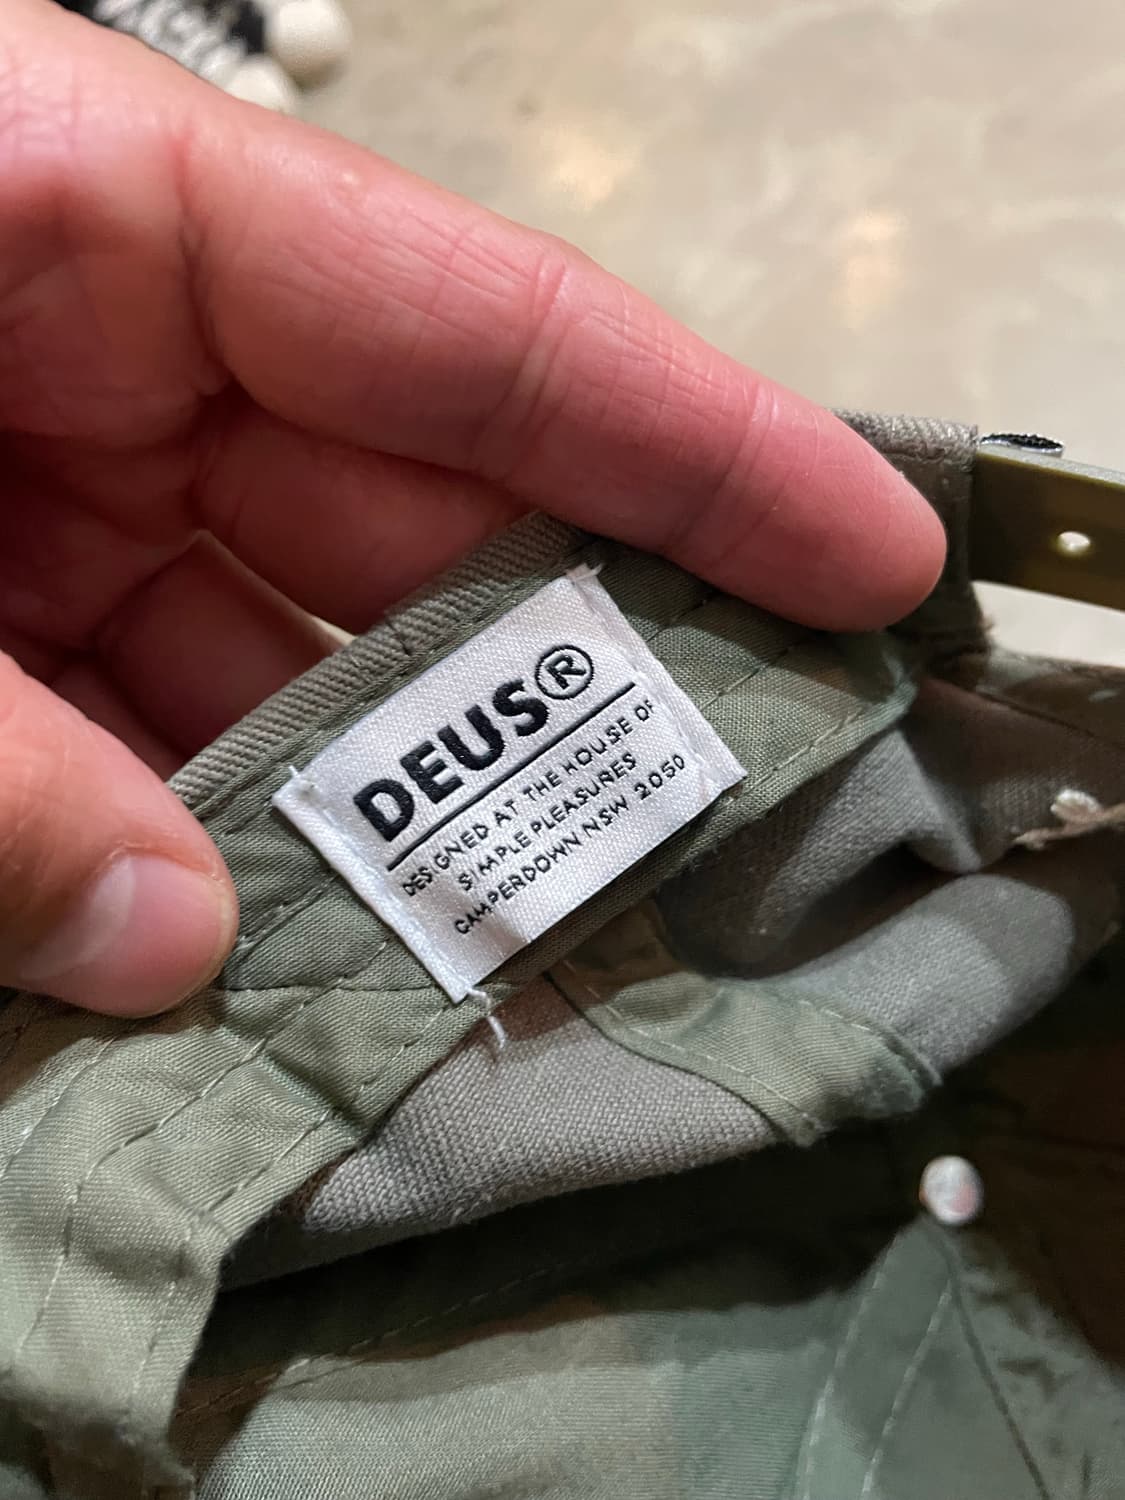 DEUS®
DESIGNED AT THE HOUSE OF
SIMPLE PLEASURES
CAMPERDOWN NSW 2050